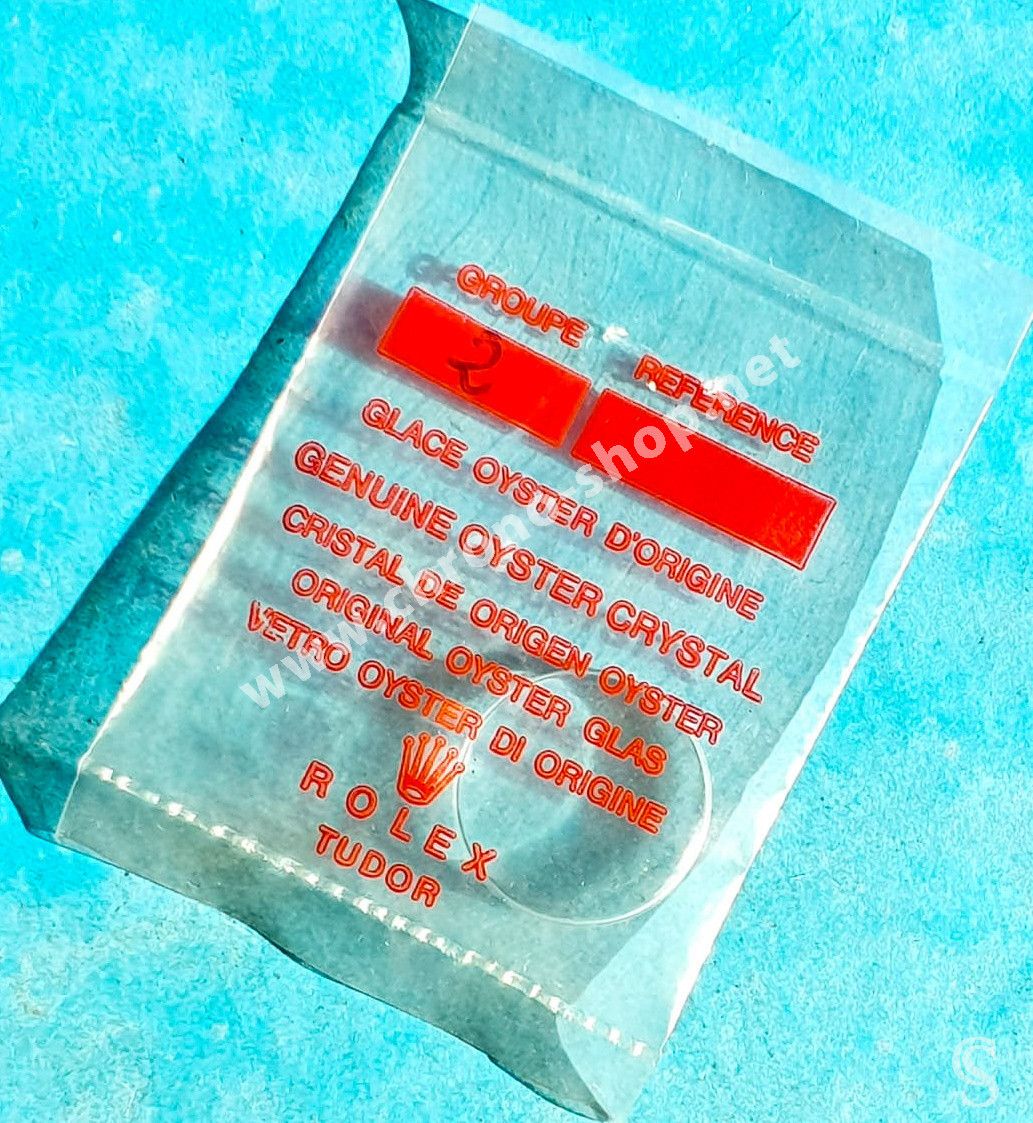 GROUPE REFERENCE
2
GLACE OYSTER D'ORIGINE
GENUINE OYSTER CRYSTAL
CRISTAL DE ORIGEN OYSTER
ORIGINAL OYSTER GLAS
VETRO OYSTER DI ORIGINE
ROLEX
TUDOR
www.chrono-shop.net